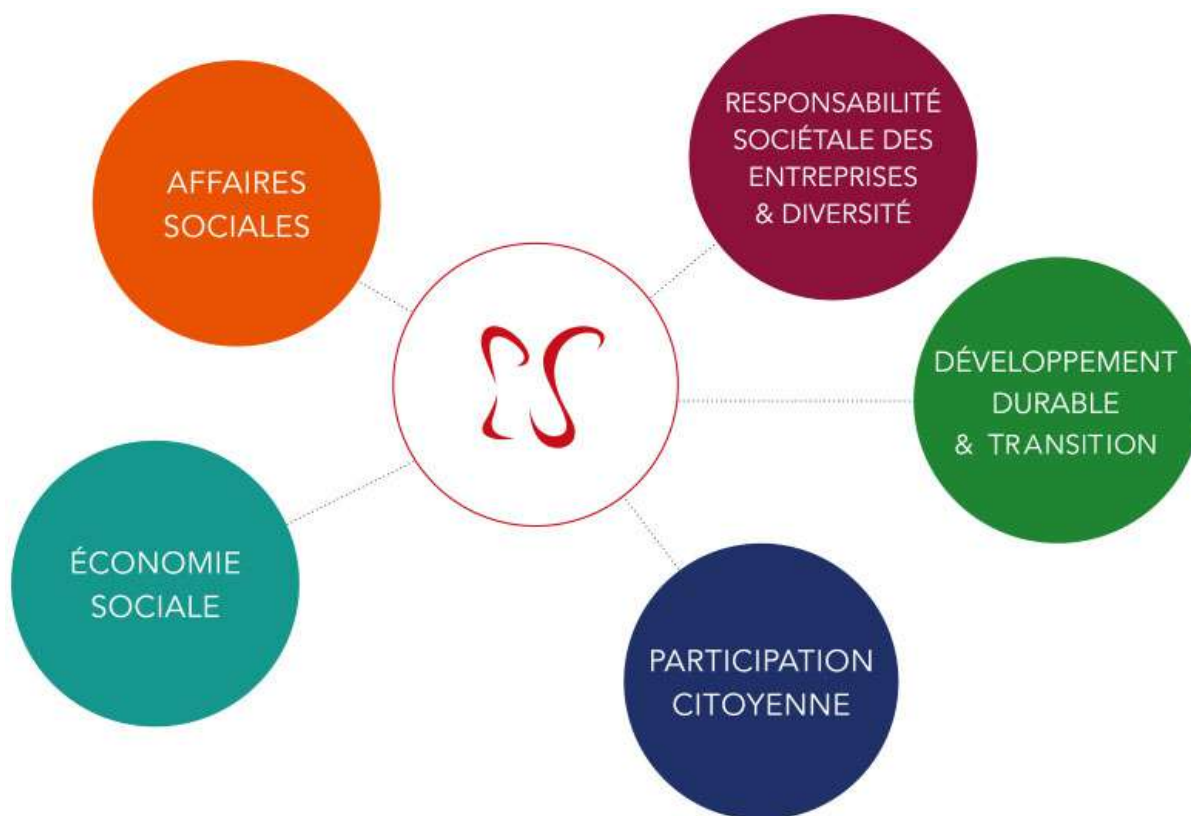 AFFAIRES
SOCIALES
RESPONSABILITÉ
SOCIÉTALE DES
ENTREPRISES
& DIVERSITÉ
DÉVELOPPEMENT
DURABLE
& TRANSITION
ÉCONOMIE
SOCIALE
PARTICIPATION
CITOYENNE